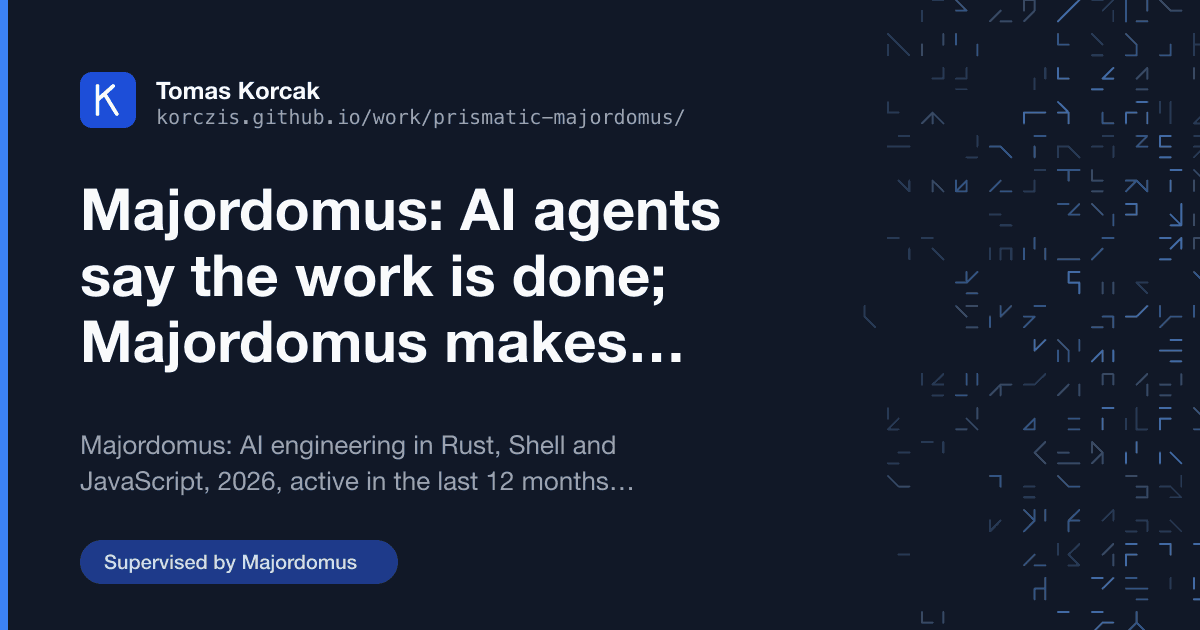 K
Tomas Korcak
korczis.github.io/work/prismatic-majordomus/
Majordomus: AI agents
say the work is done;
Majordomus makes…
Majordomus: AI engineering in Rust, Shell and
JavaScript, 2026, active in the last 12 months…
Supervised by Majordomus